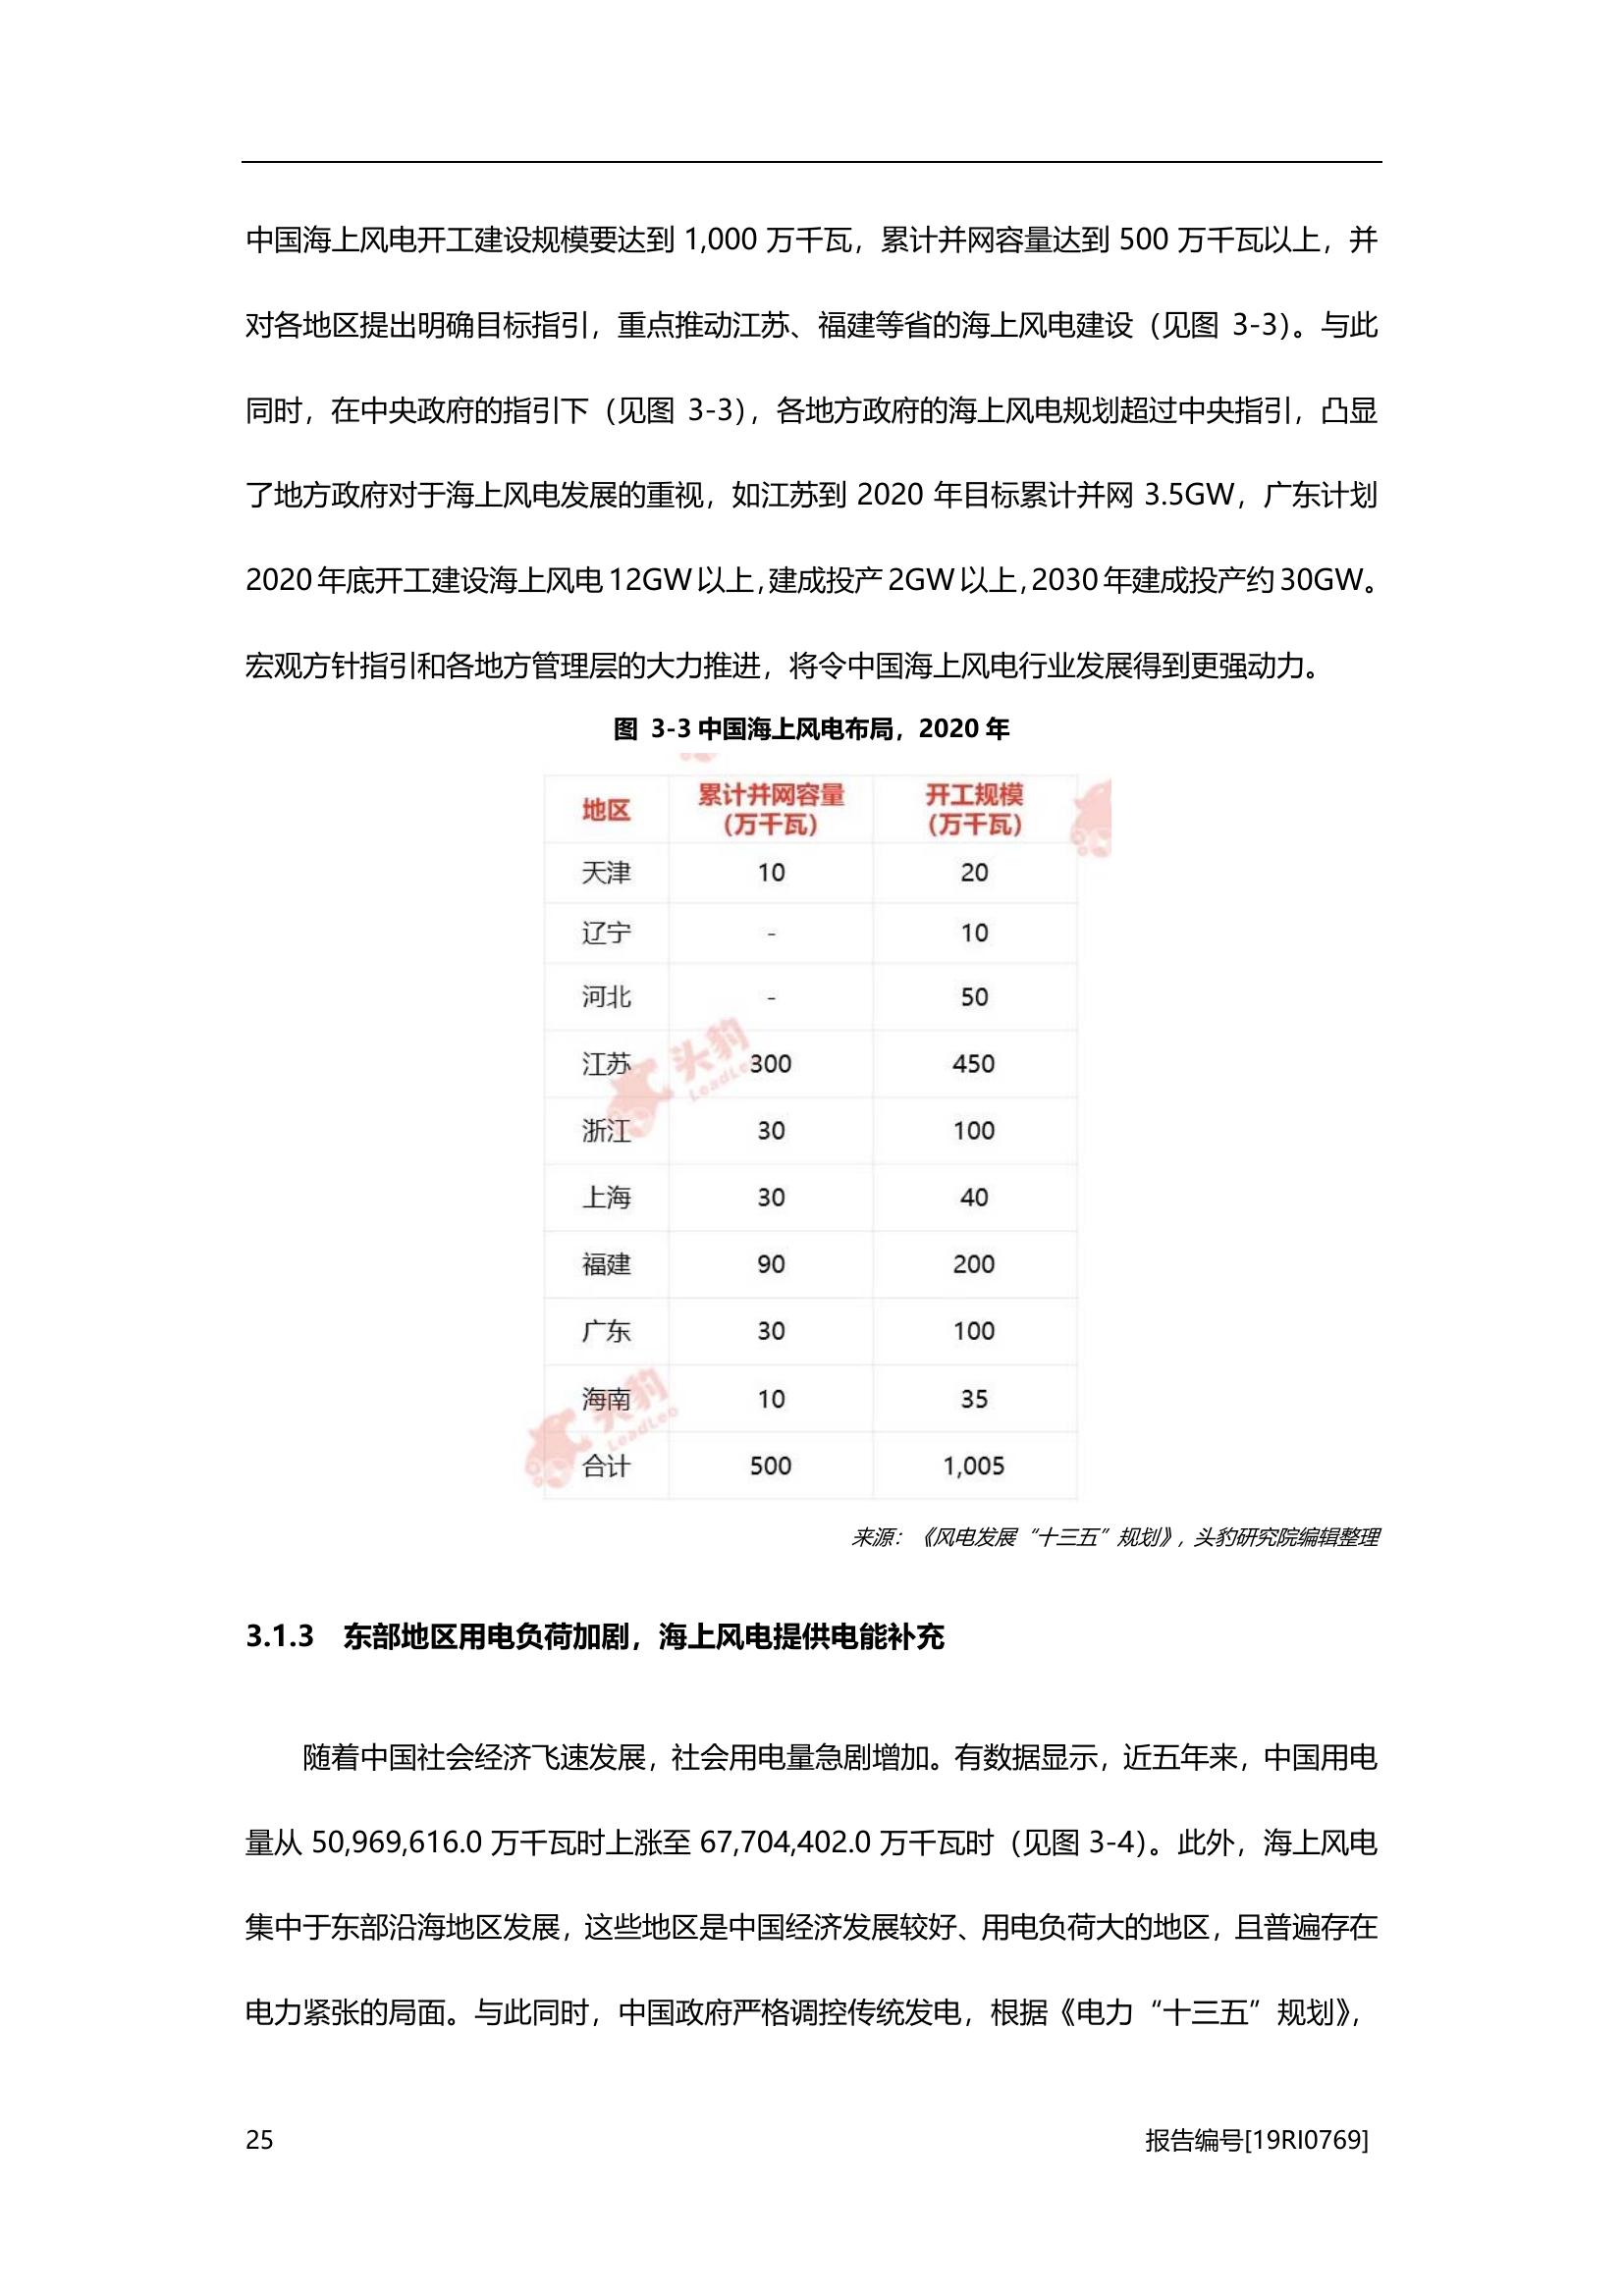 中国海上风电开工建设规模要达到 1,000 万千瓦，累计并网容量达到 500 万千瓦以上，并
对各地区提出明确目标指引，重点推动江苏、福建等省的海上风电建设（见图 3-3）。与此
同时，在中央政府的指引下（见图 3-3），各地方政府的海上风电规划超过中央指引，凸显
了地方政府对于海上风电发展的重视，如江苏到 2020 年目标累计并网 3.5GW，广东计划
2020 年底开工建设海上风电 12GW 以上，建成投产 2GW 以上，2030 年建成投产约 30GW。
宏观方针指引和各地方管理层的大力推进，将令中国海上风电行业发展得到更强动力。
图 3-3 中国海上风电布局，2020 年
地区 累计并网容量（万千瓦） 开工规模（万千瓦）
天津 10 20
辽宁 - 10
河北 - 50
江苏 300 450
浙江 30 100
上海 30 40
福建 90 200
广东 30 100
海南 10 35
合计 500 1,005
头豹
LeadLeo
头豹
LeadLeo
来源：《风电发展“十三五”规划》，头豹研究院编辑整理
3.1.3 东部地区用电负荷加剧，海上风电提供电能补充
随着中国社会经济飞速发展，社会用电量急剧增加。有数据显示，近五年来，中国用电
量从 50,969,616.0 万千瓦时上涨至 67,704,402.0 万千瓦时（见图 3-4）。此外，海上风电
集中于东部沿海地区发展，这些地区是中国经济发展较好、用电负荷大的地区，且普遍存在
电力紧张的局面。与此同时，中国政府严格调控传统发电，根据《电力“十三五”规划》，
25 报告编号[19RI0769]